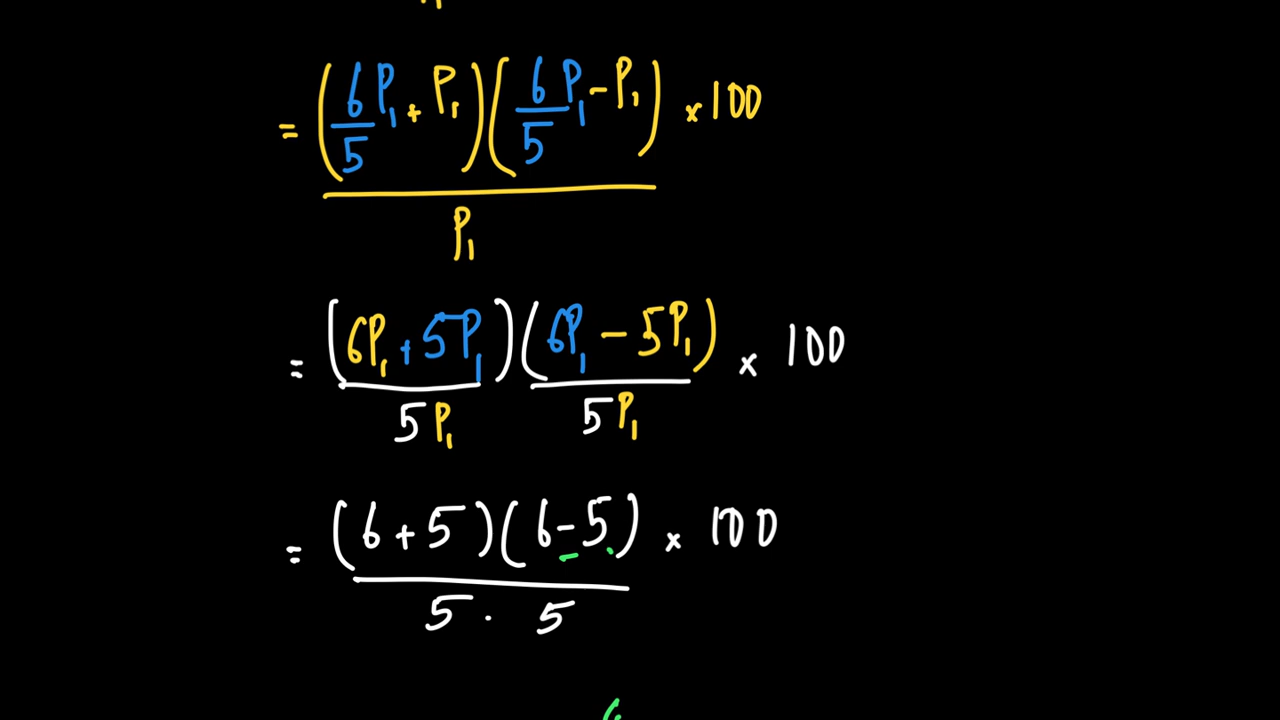 = (6/5 P₁ + P₁)(6/5 P₁ - P₁) × 100
P₁
= (6P₁ + 5P₁)(6P₁ - 5P₁) × 100
5P₁ 5P₁
= (6+5)(6-5) × 100
5 . 5